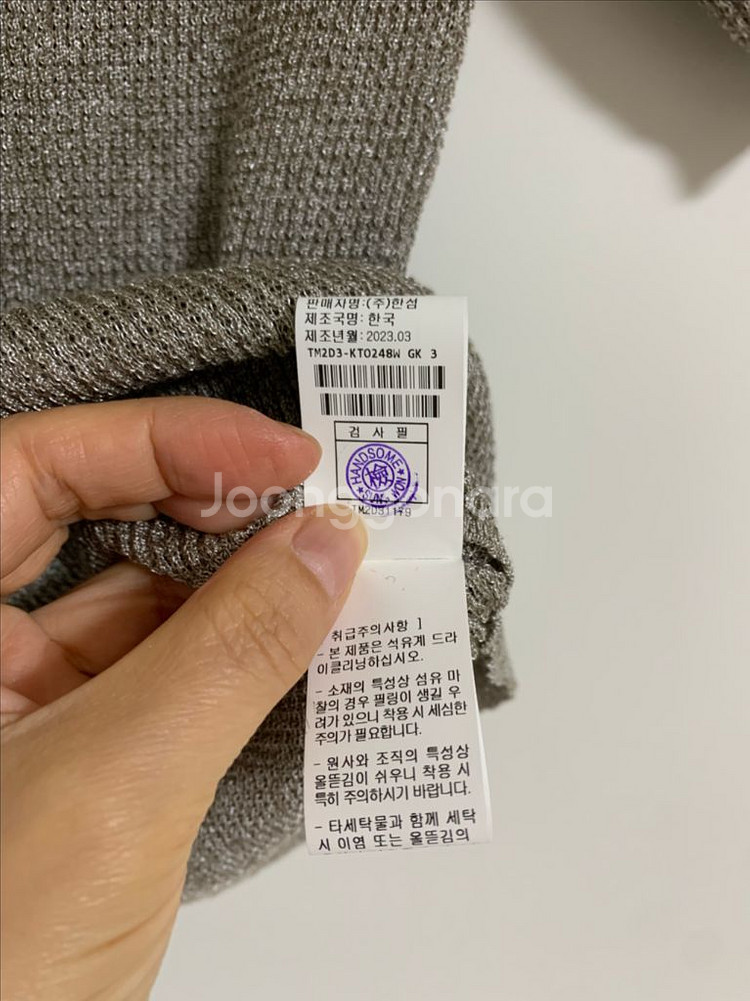 판매자명:(주)한섬
제조국명: 한국
제조년월: 2023.03
TM2D3-KTO248W GK 3
검 사 필
HANDSOME
檢
Joonggonara
취급주의사항 ]
- 본 제품은 석유계 드라
이클리닝하십시오.
- 소재의 특성상 섬유 마
찰의 경우 필링이 생길 우
려가 있으니 착용 시 세심한
주의가 필요합니다.
- 원사와 조직의 특성상
올뜯김이 쉬우니 착용 시
특히 주의하시기 바랍니다.
- 타세탁물과 함께 세탁
시 이염 또는 올뜯김의